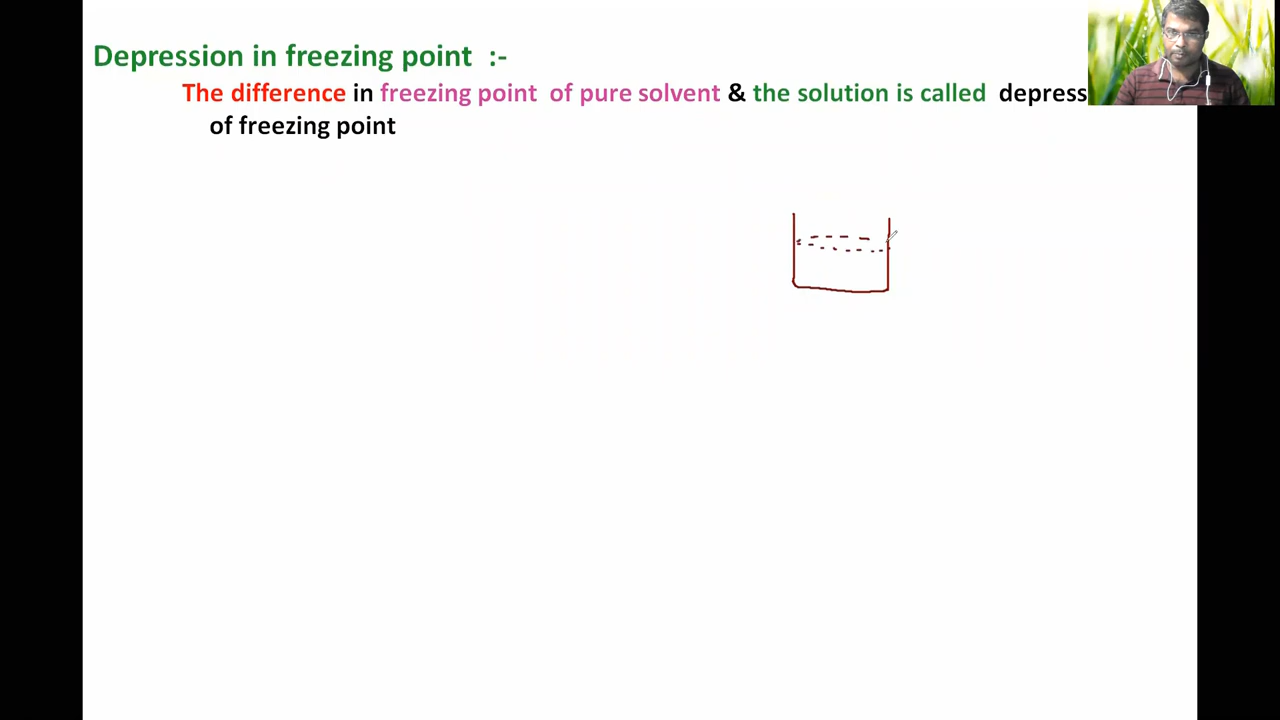 Depression in freezing point :-
The difference in freezing point of pure solvent & the solution is called depress
of freezing point